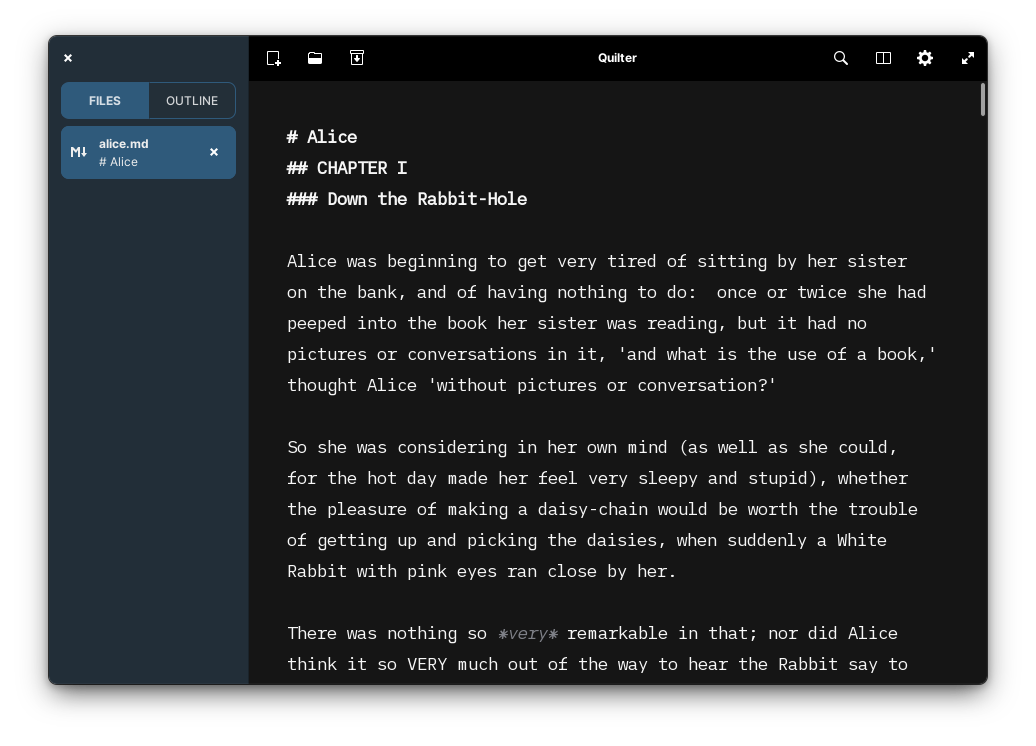 Quilter
FILES
OUTLINE
M↓
alice.md
# Alice
# Alice
## CHAPTER I
### Down the Rabbit-Hole
Alice was beginning to get very tired of sitting by her sister
on the bank, and of having nothing to do:  once or twice she had
peeped into the book her sister was reading, but it had no
pictures or conversations in it, 'and what is the use of a book,'
thought Alice 'without pictures or conversation?'
So she was considering in her own mind (as well as she could,
for the hot day made her feel very sleepy and stupid), whether
the pleasure of making a daisy-chain would be worth the trouble
of getting up and picking the daisies, when suddenly a White
Rabbit with pink eyes ran close by her.
There was nothing so *very* remarkable in that; nor did Alice
think it so VERY much out of the way to hear the Rabbit say to